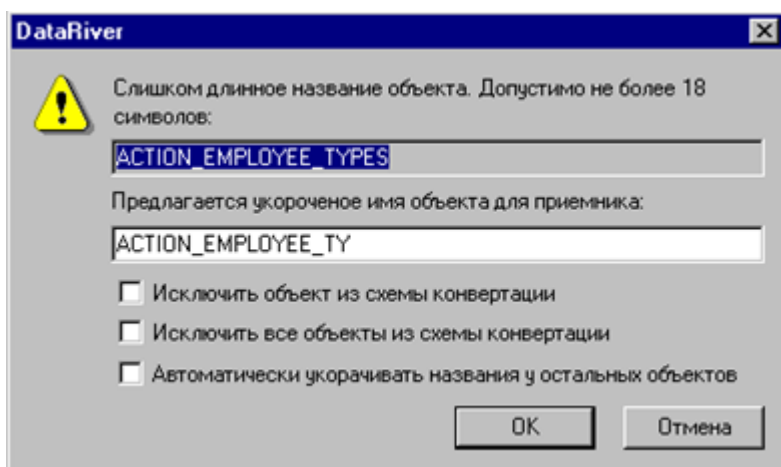 DataRiver
Слишком длинное название объекта. Допустимо не более 18
символов:
ACTION_EMPLOYEE_TYPES
Предлагается укороченое имя объекта для приемника:
ACTION_EMPLOYEE_TY
Исключить объект из схемы конвертации
Исключить все объекты из схемы конвертации
Автоматически укорачивать названия у остальных объектов
OK Отмена